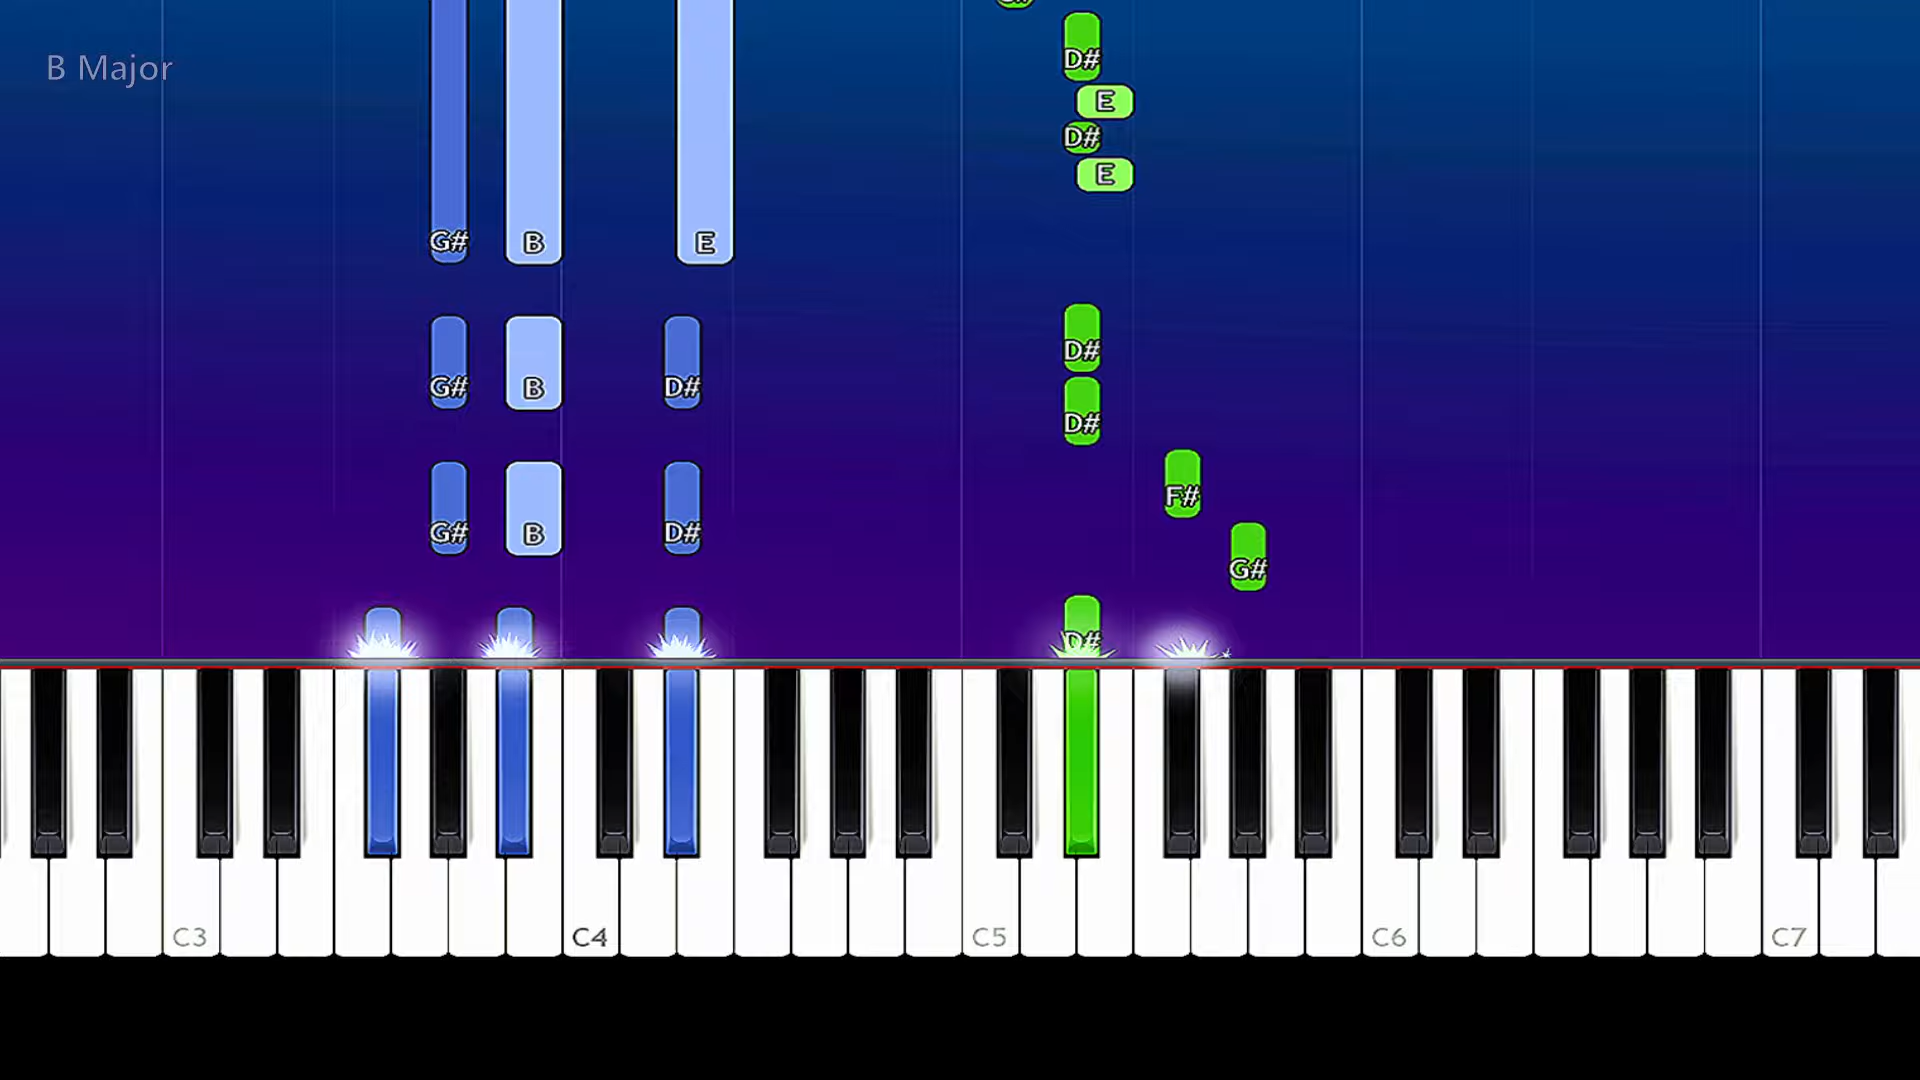 B Major
D#
E
D#
E
G# B E
D#
G# B D#
D#
F#
G# B D#
G#
D#
C3 C4 C5 C6 C7